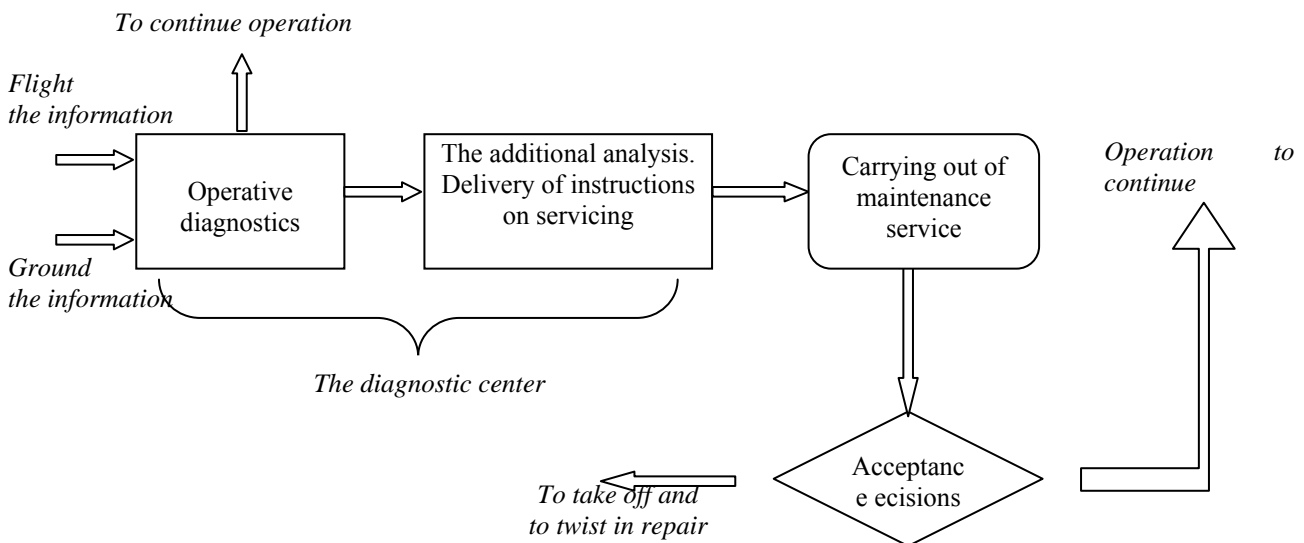 To continue operation
Flight
the information
Operative
diagnostics
The additional analysis.
Delivery of instructions
on servicing
Carrying out of
maintenance
service
Operation to
continue
Ground
the information
The diagnostic center
Acceptanc
e ecisions
To take off and
to twist in repair